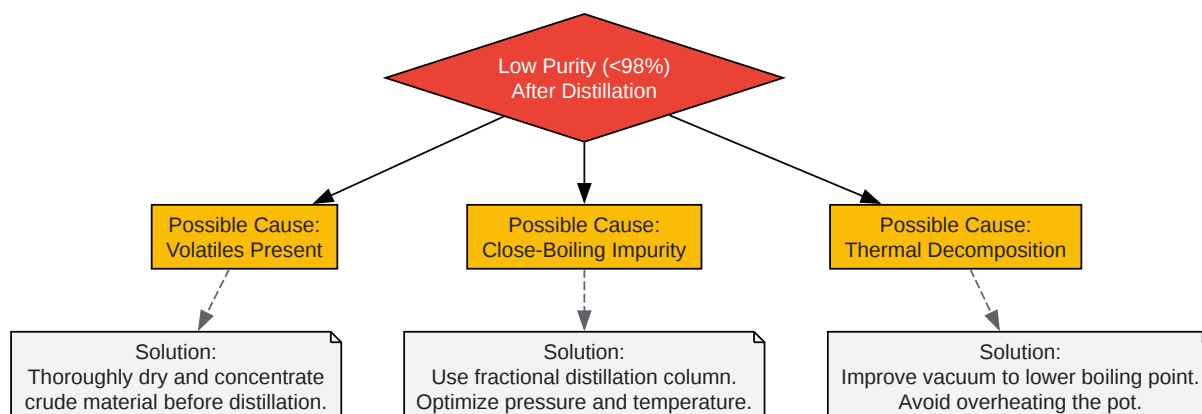 Low Purity (<98%)
After Distillation
Possible Cause:
Volatiles Present
Possible Cause:
Close-Boiling Impurity
Possible Cause:
Thermal Decomposition
Solution:
Thoroughly dry and concentrate
crude material before distillation.
Solution:
Use fractional distillation column.
Optimize pressure and temperature.
Solution:
Improve vacuum to lower boiling point.
Avoid overheating the pot.